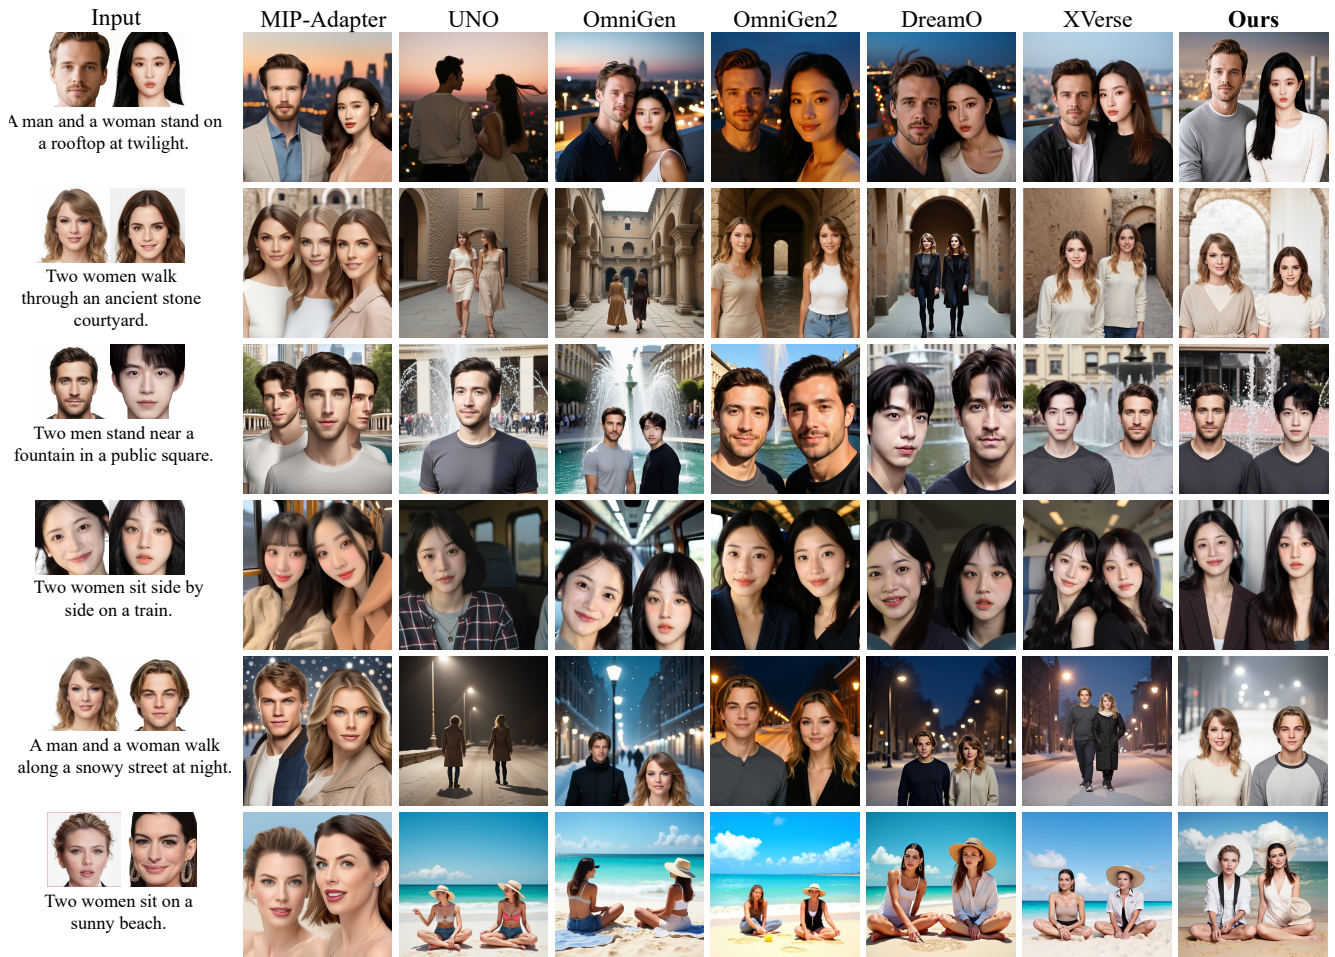 Input MIP-Adapter UNO OmniGen OmniGen2 DreamO XVerse Ours
A man and a woman stand on
a rooftop at twilight.
Two women walk
through an ancient stone
courtyard.
Two men stand near a
fountain in a public square.
Two women sit side by
side on a train.
A man and a woman walk
along a snowy street at night.
Two women sit on a
sunny beach.